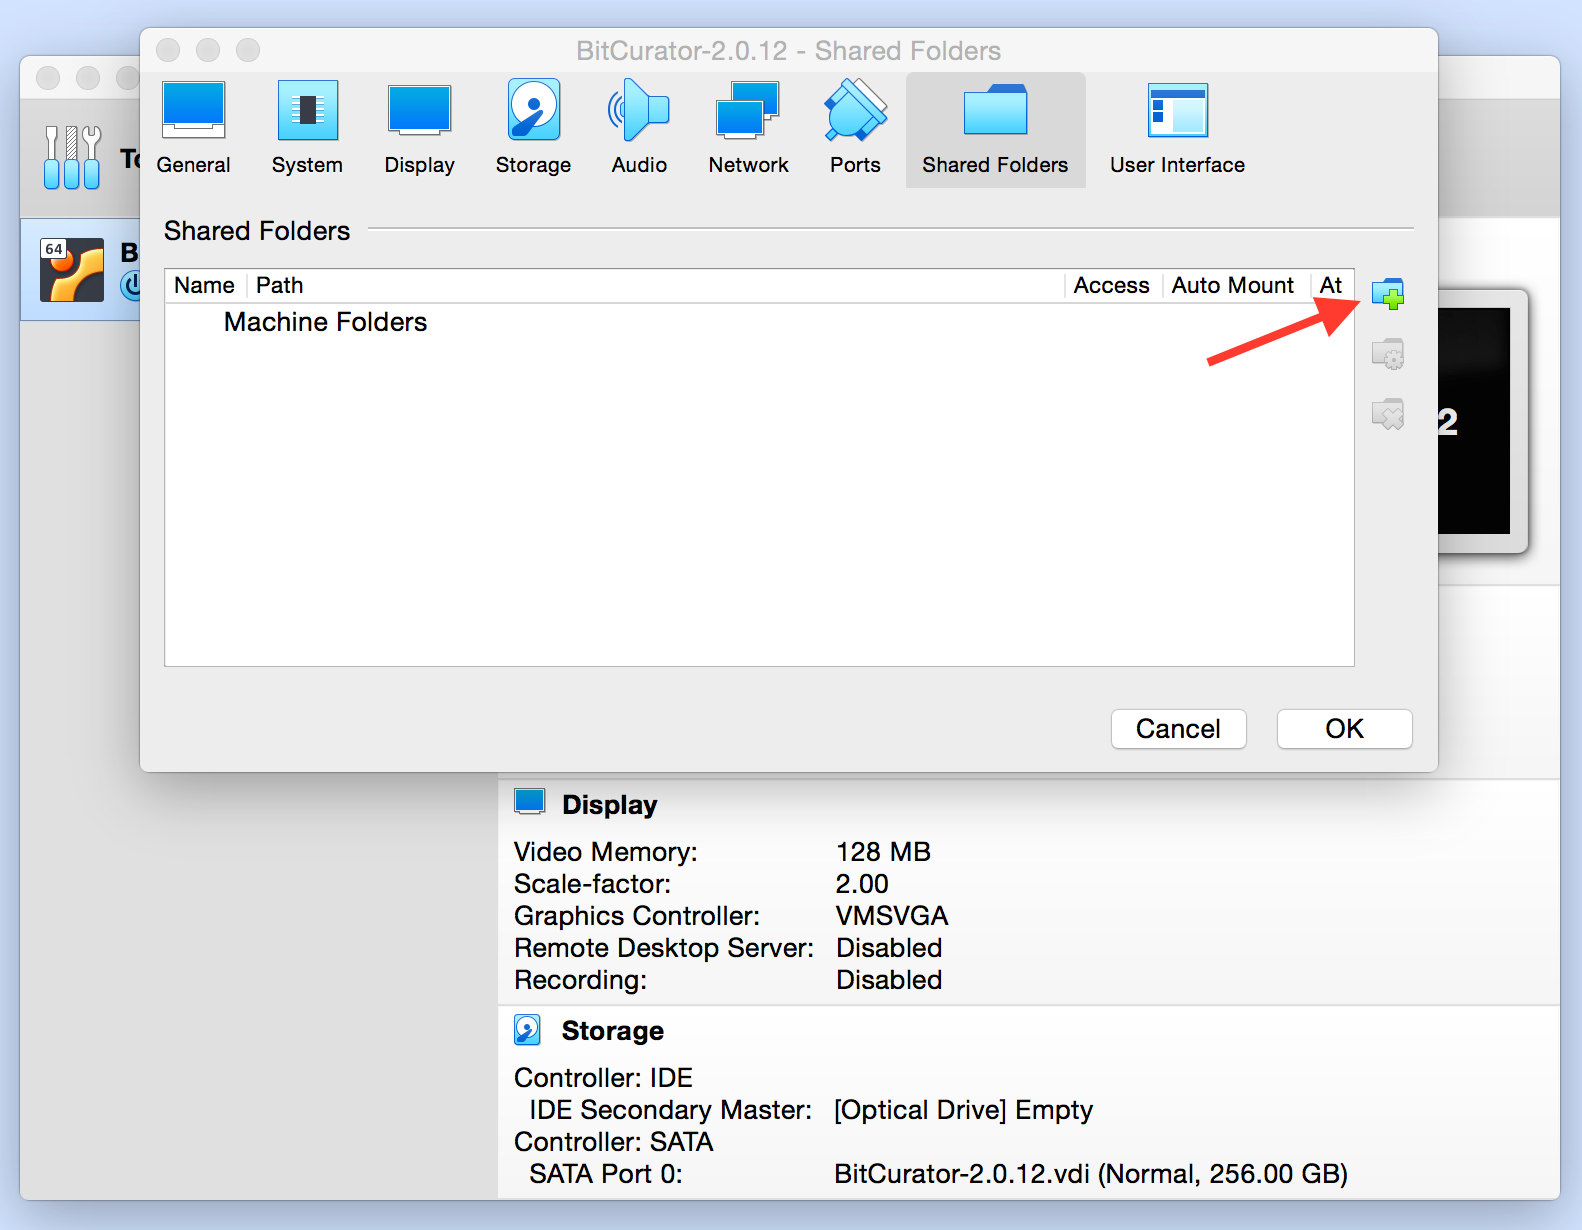 BitCurator-2.0.12 - Shared Folders
General System Display Storage Audio Network Ports Shared Folders User Interface
To
64
B
Shared Folders
Name Path Access Auto Mount At
Machine Folders
2
Cancel OK
Display
Video Memory: 128 MB
Scale-factor: 2.00
Graphics Controller: VMSVGA
Remote Desktop Server: Disabled
Recording: Disabled
Storage
Controller: IDE
IDE Secondary Master: [Optical Drive] Empty
Controller: SATA
SATA Port 0: BitCurator-2.0.12.vdi (Normal, 256.00 GB)